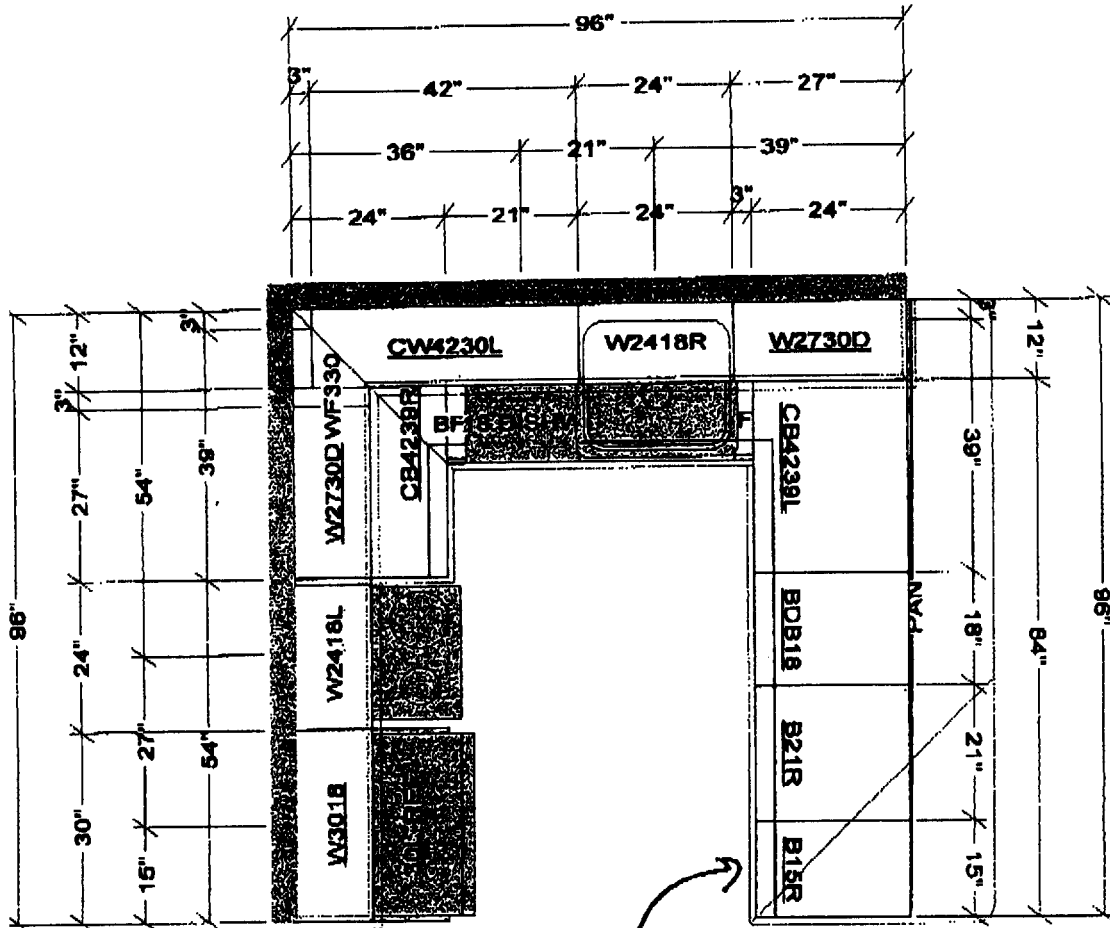 96"
3" 42" 24" 27"
36" 21" 39"
24" 21" 24" 3" 24"
CW4230L W2418R W2730D
W2730D WF330
CB4239R
CB4239L
W2418L
W3018
BDB18
B21R
B15R
96"
12" 3" 27" 24" 30"
54" 27" 15"
3" 39" 54"
3" 39" 18" 21" 15"
12" 84"
96"